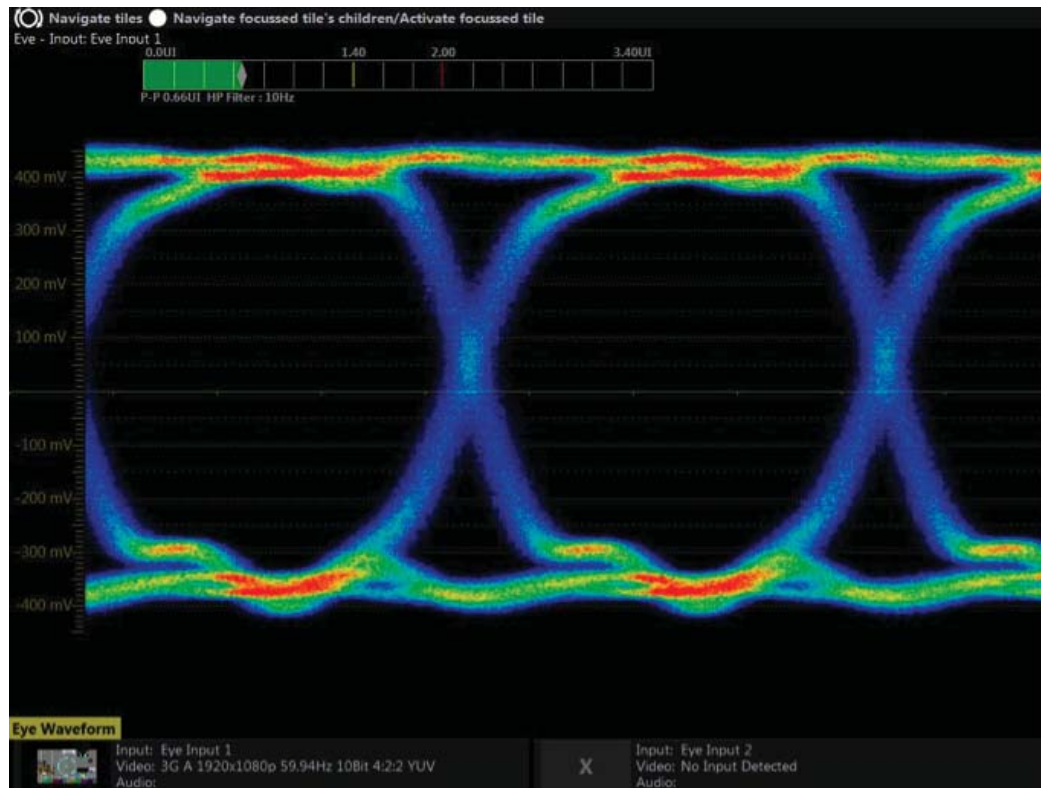 Navigate tiles Navigate focussed tile's children/Activate focussed tile
Eye - Input: Eye Input 1
0.0UI 1.40 2.00 3.40UI
P-P 0.66UI HP Filter : 10Hz
400 mV
300 mV
200 mV
100 mV
-100 mV
-200 mV
-300 mV
-400 mV
Eye Waveform
Input: Eye Input 1
Video: 3G A 1920x1080p 59.94Hz 10Bit 4:2:2 YUV
Audio:
X
Input: Eye Input 2
Video: No Input Detected
Audio: